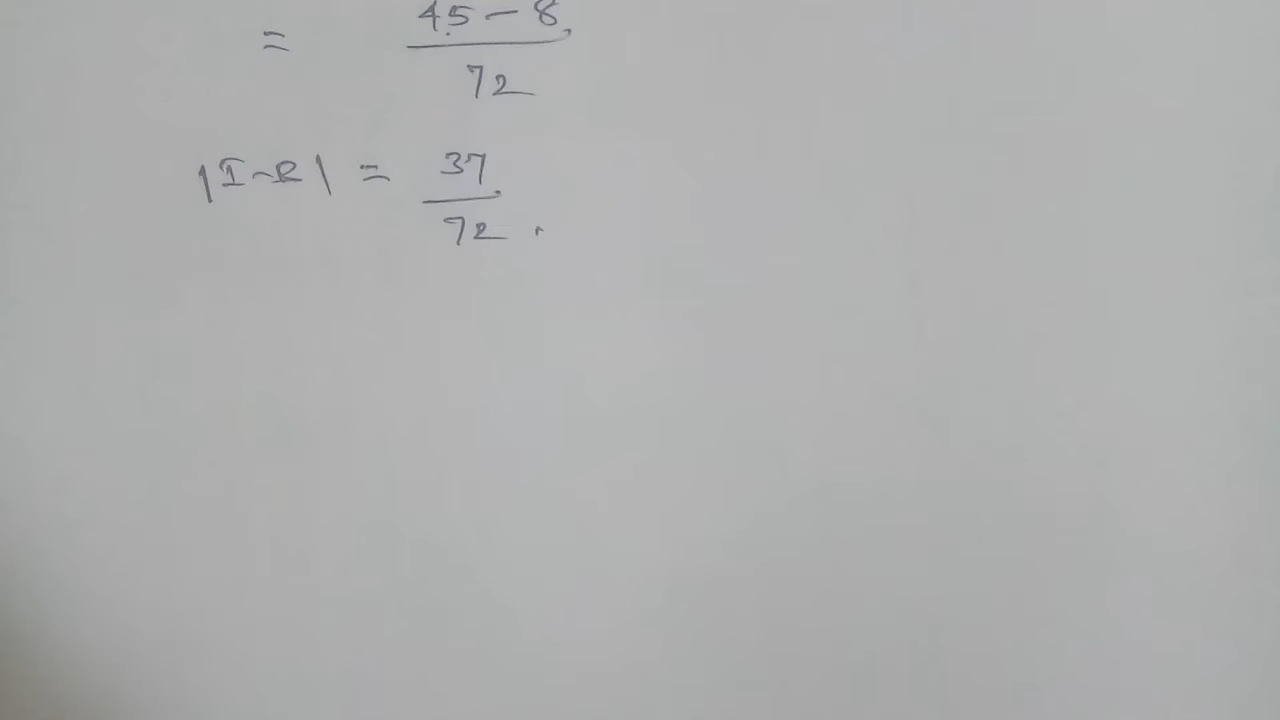 = 45 - 8 / 72
|I-R| = 37 / 72 .